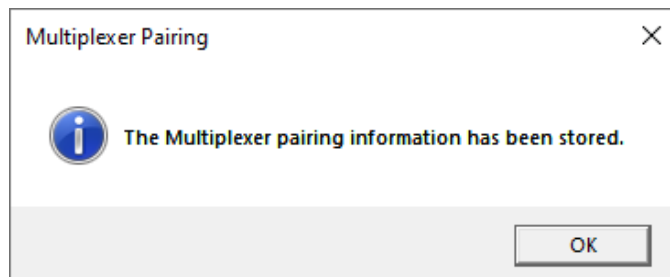 Multiplexer Pairing
The Multiplexer pairing information has been stored.
OK